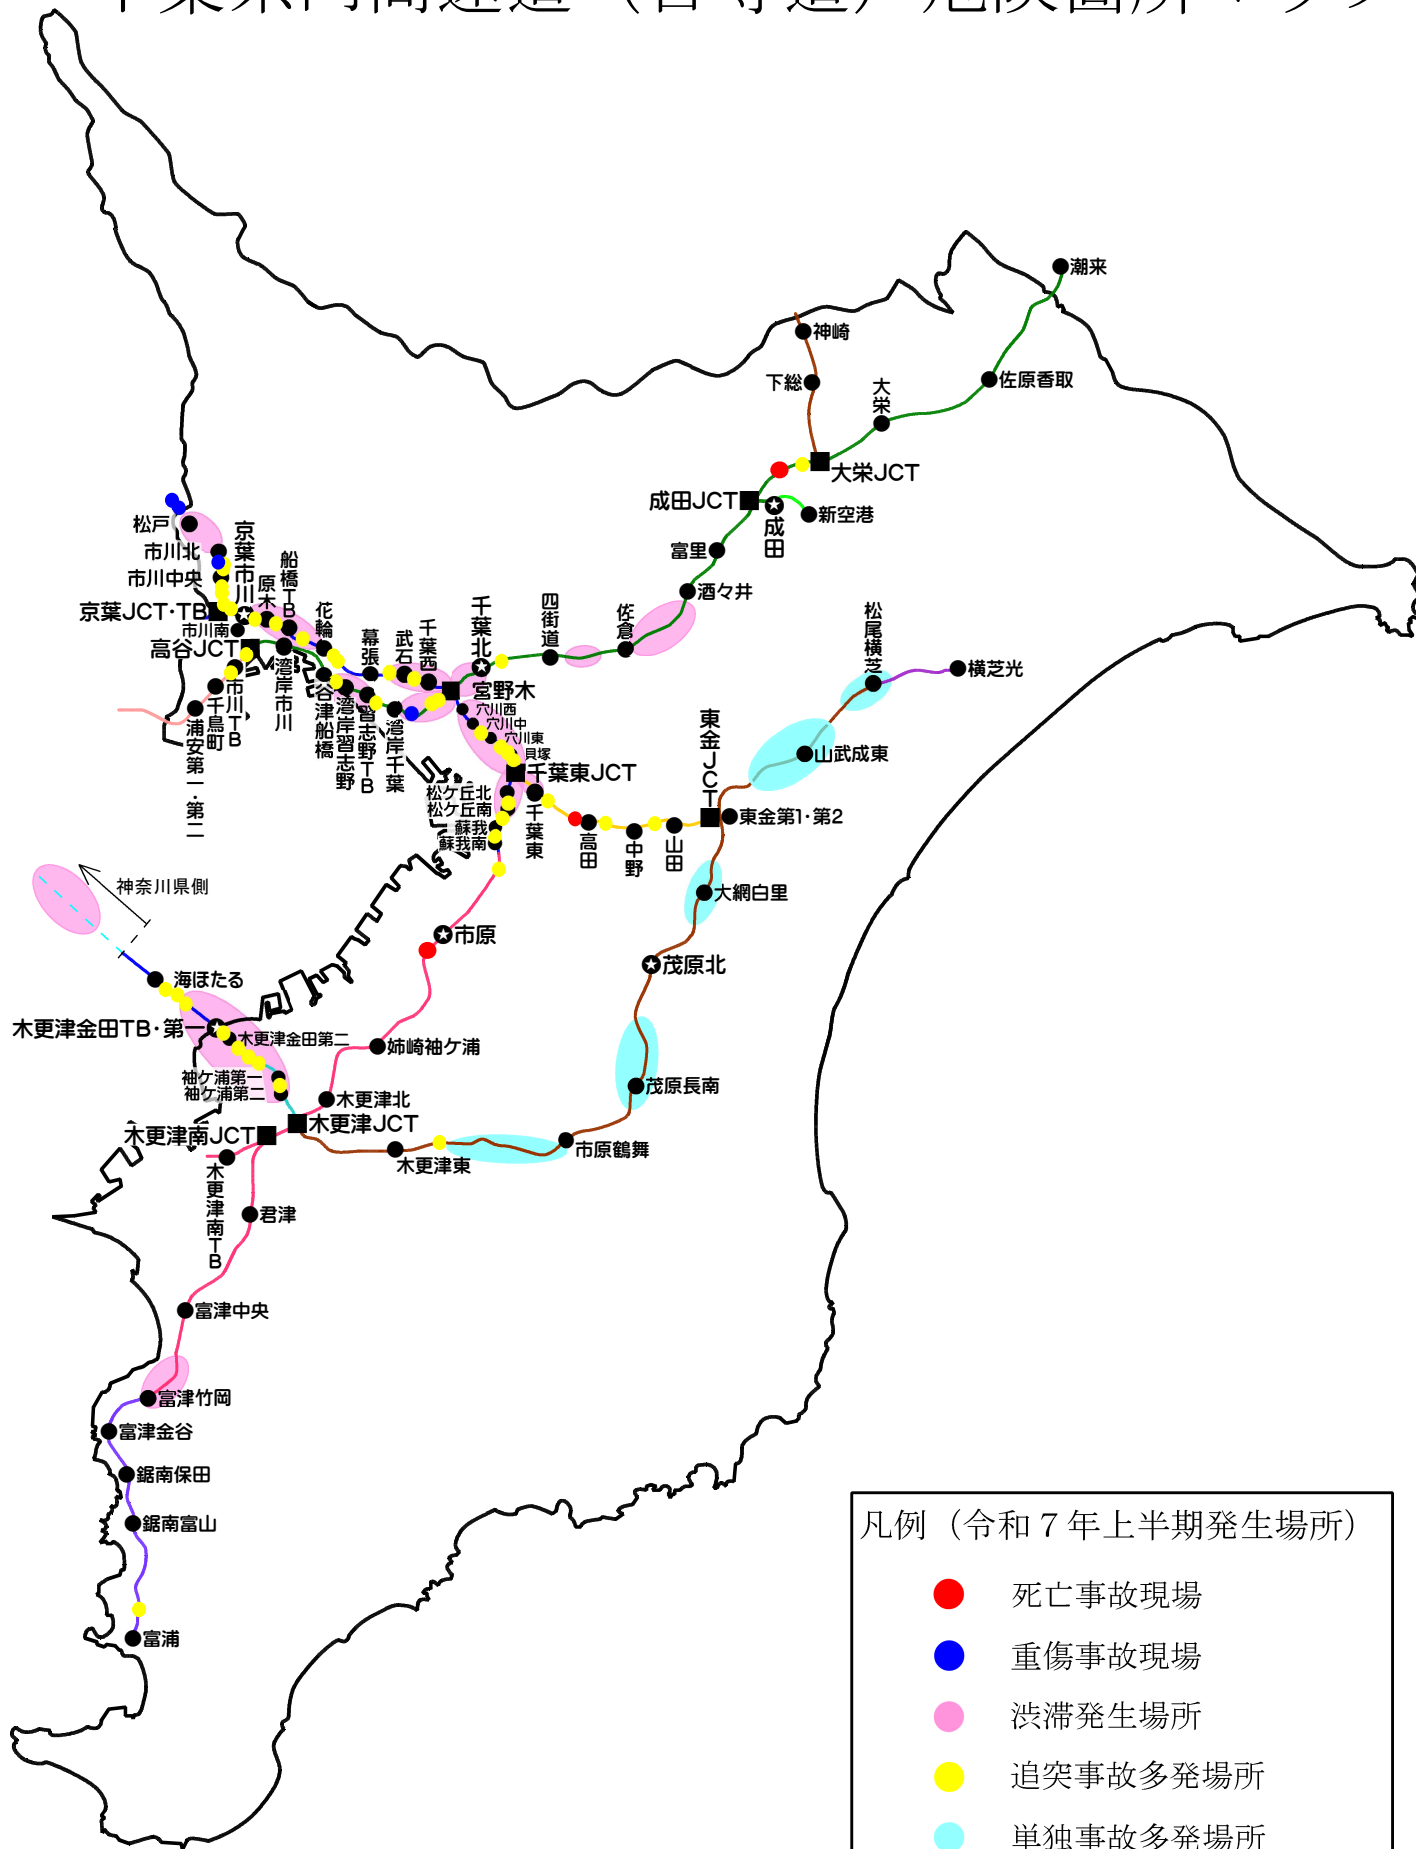 千葉県内高速道（管守道）危険箇所マップ
潮来
神崎
下総
大栄
佐原香取
大栄JCT
成田JCT
成田
新空港
富里
酒々井
松戸
市川北
市川中央
京葉JCT・TB
京葉市川
原木
船橋TB
花輪
幕張
武石
千葉西
千葉北
四街道
佐倉
市川南
高谷JCT
市川TB
千鳥町
浦安第一・第二
湾岸市川
谷津船橋
湾岸習志野
習志野TB
湾岸千葉
宮野木
穴川西
穴川中
穴川東
貝塚
千葉東JCT
松ケ丘北
松ケ丘南
蘇我
蘇我南
千葉東
高田
中野
山田
東金JCT
東金第1・第2
松尾横芝
横芝光
山武成東
大網白里
茂原北
茂原長南
市原鶴舞
木更津東
神奈川県側
海ほたる
木更津金田TB・第一
木更津金田第二
袖ケ浦第一
袖ケ浦第二
市原
姉崎袖ケ浦
木更津北
木更津JCT
木更津南JCT
木更津南TB
君津
富津中央
富津竹岡
富津金谷
鋸南保田
鋸南富山
富浦
凡例（令和７年上半期発生場所）
死亡事故現場
重傷事故現場
渋滞発生場所
追突事故多発場所
単独事故多発場所